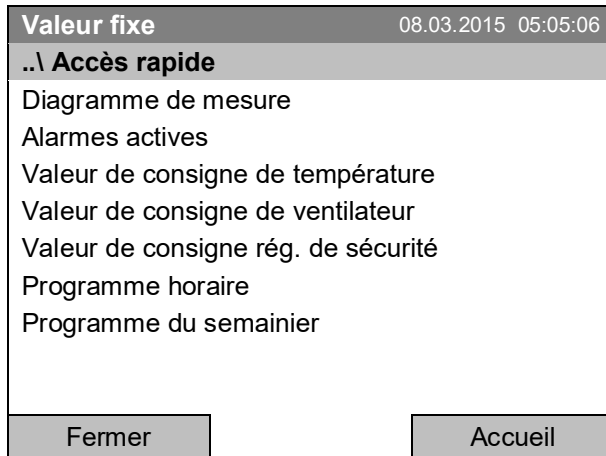 Valeur fixe 08.03.2015 05:05:06
..\ Accès rapide
Diagramme de mesure
Alarmes actives
Valeur de consigne de température
Valeur de consigne de ventilateur
Valeur de consigne rég. de sécurité
Programme horaire
Programme du semainier
Fermer Accueil